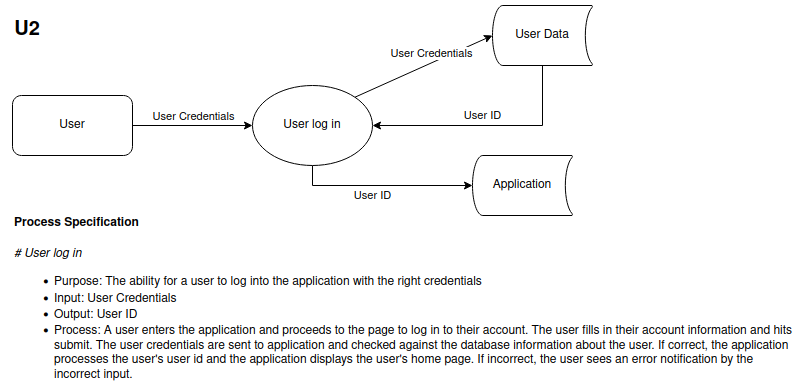 U2
User Data
User Credentials
User
User Credentials
User log in
User ID
Application
User ID
Process Specification
# User log in
• Purpose: The ability for a user to log into the application with the right credentials
• Input: User Credentials
• Output: User ID
• Process: A user enters the application and proceeds to the page to log in to their account. The user fills in their account information and hits
submit. The user credentials are sent to application and checked against the database information about the user. If correct, the application
processes the user's user id and the application displays the user's home page. If incorrect, the user sees an error notification by the
incorrect input.